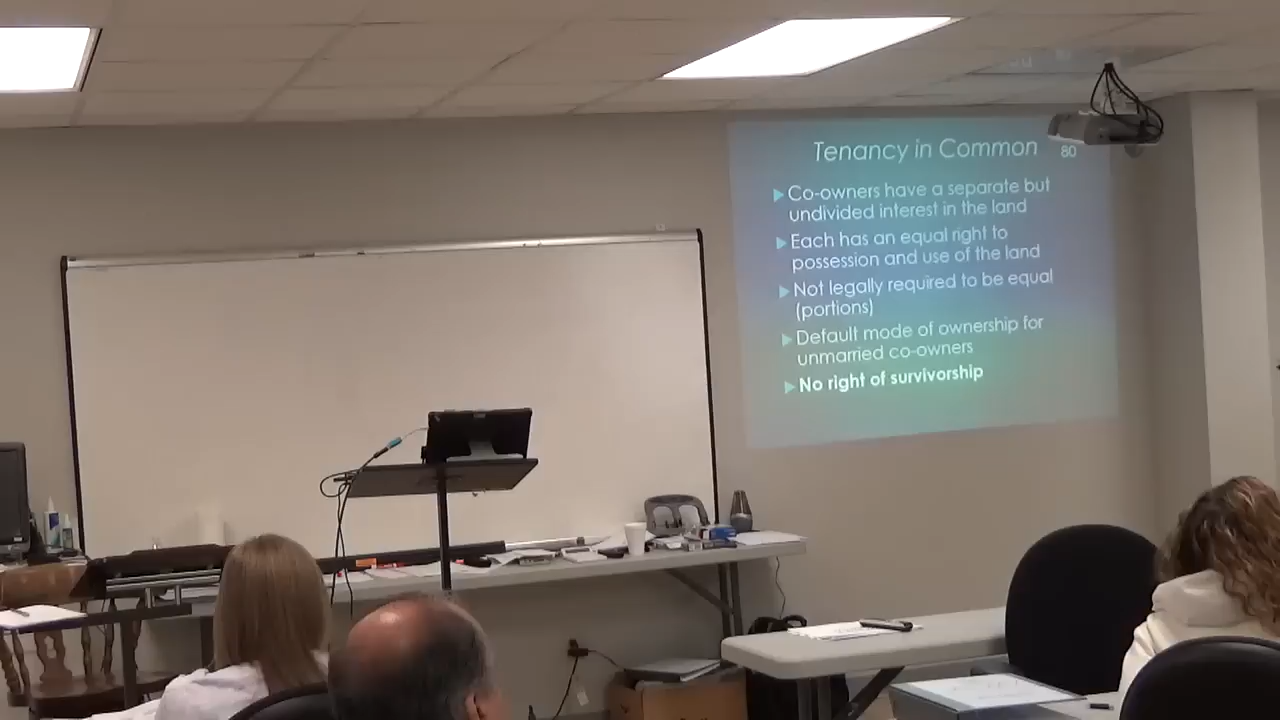 Tenancy in Common
80
Co-owners have a separate but
undivided interest in the land
Each has an equal right to
possession and use of the land
Not legally required to be equal
(portions)
Default mode of ownership for
unmarried co-owners
No right of survivorship